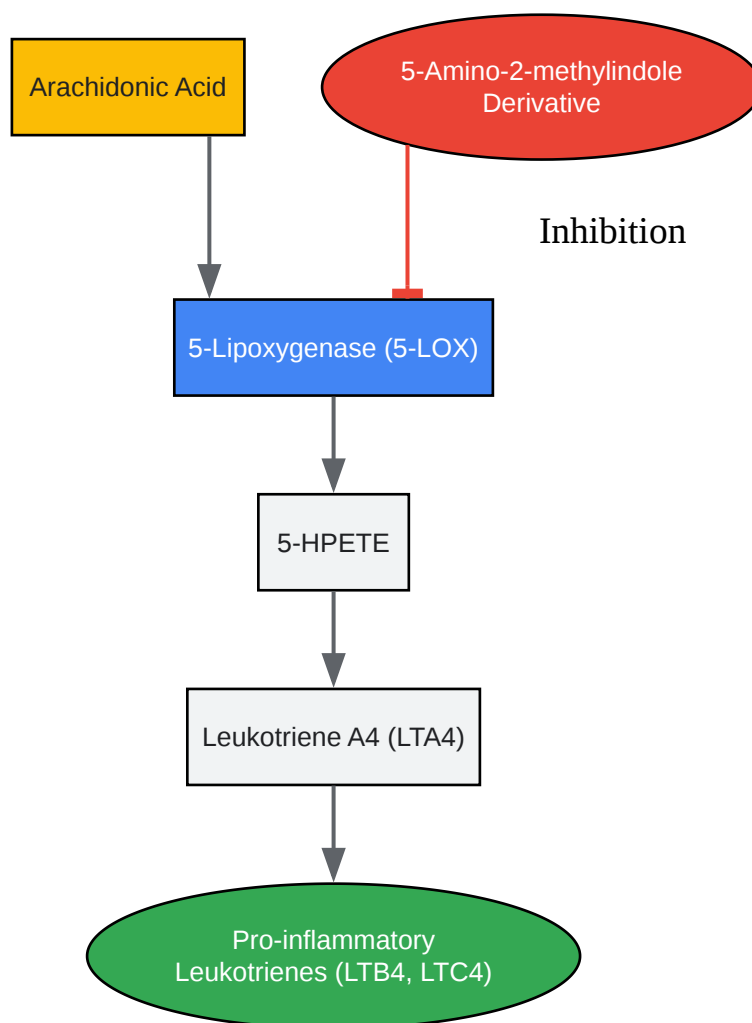 Arachidonic Acid
5-Amino-2-methylindole
Derivative
Inhibition
5-Lipoxygenase (5-LOX)
5-HPETE
Leukotriene A4 (LTA4)
Pro-inflammatory
Leukotrienes (LTB4, LTC4)